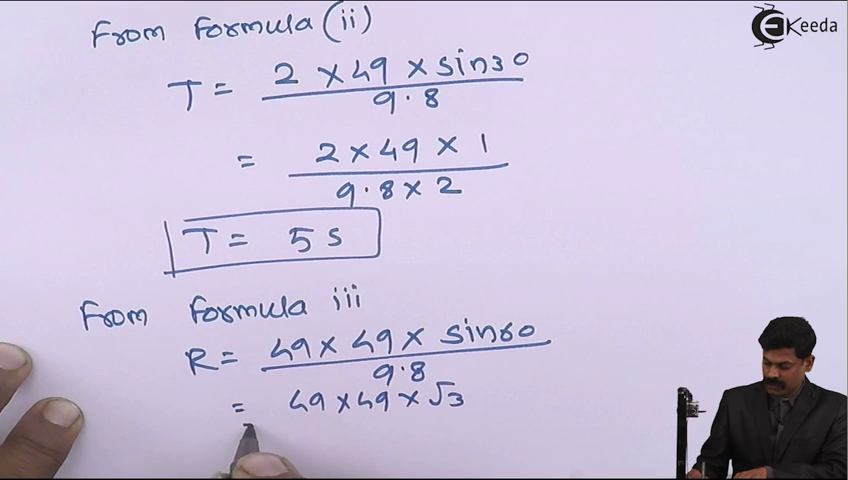 Ekeeda
From Formula (ii)
T = 2 × 49 × sin30 / 9.8
= 2 × 49 × 1 / 9.8 × 2
T = 5 s
From formula iii
R = 49 × 49 × sin60 / 9.8
= 49 × 49 × √3